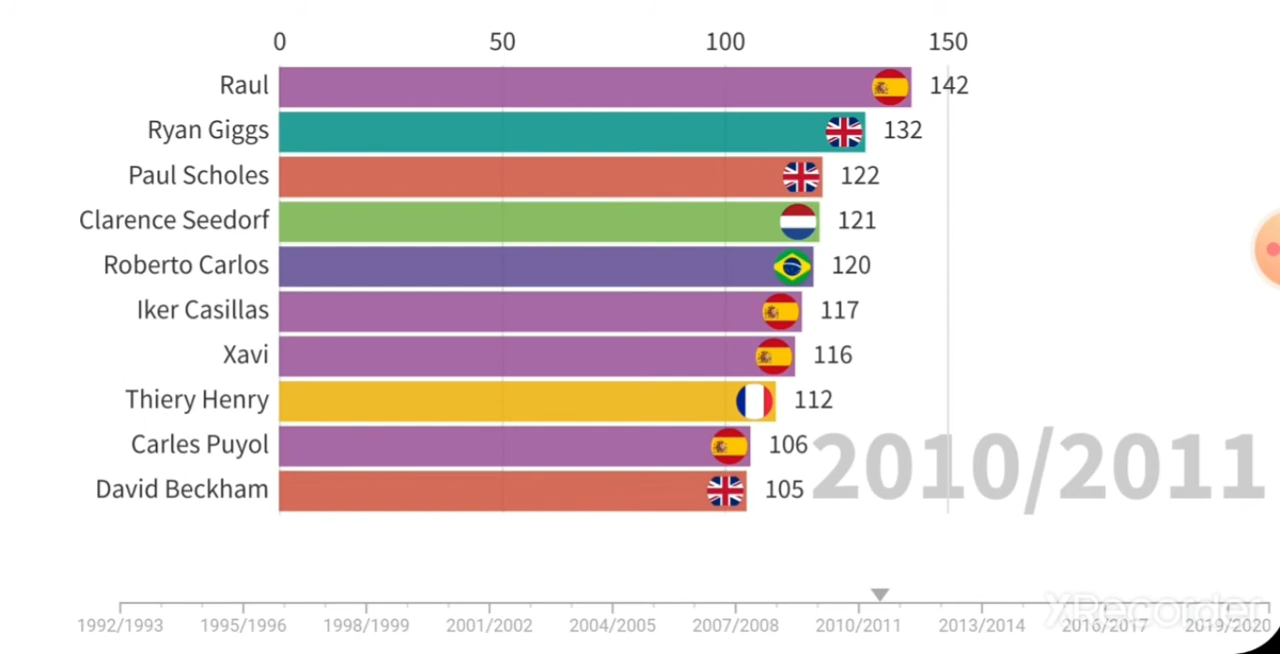 0 50 100 150
Raul 142
Ryan Giggs 132
Paul Scholes 122
Clarence Seedorf 121
Roberto Carlos 120
Iker Casillas 117
Xavi 116
Thiery Henry 112
Carles Puyol 106
David Beckham 105
2010/2011
XRecorder
1992/1993 1995/1996 1998/1999 2001/2002 2004/2005 2007/2008 2010/2011 2013/2014 2016/2017 2019/2020